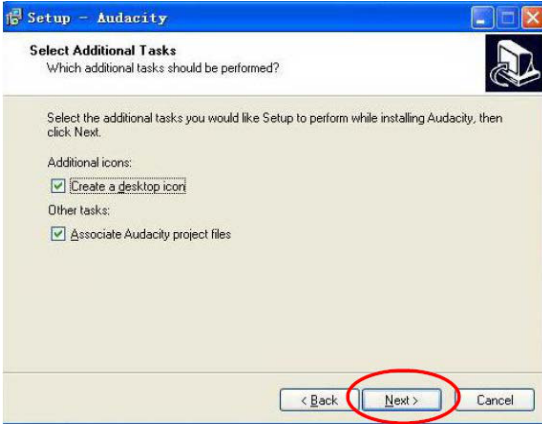 Setup - Audacity
Select Additional Tasks
Which additional tasks should be performed?
Select the additional tasks you would like Setup to perform while installing Audacity, then
click Next.
Additional icons:
Create a desktop icon
Other tasks:
Associate Audacity project files
< Back Next > Cancel